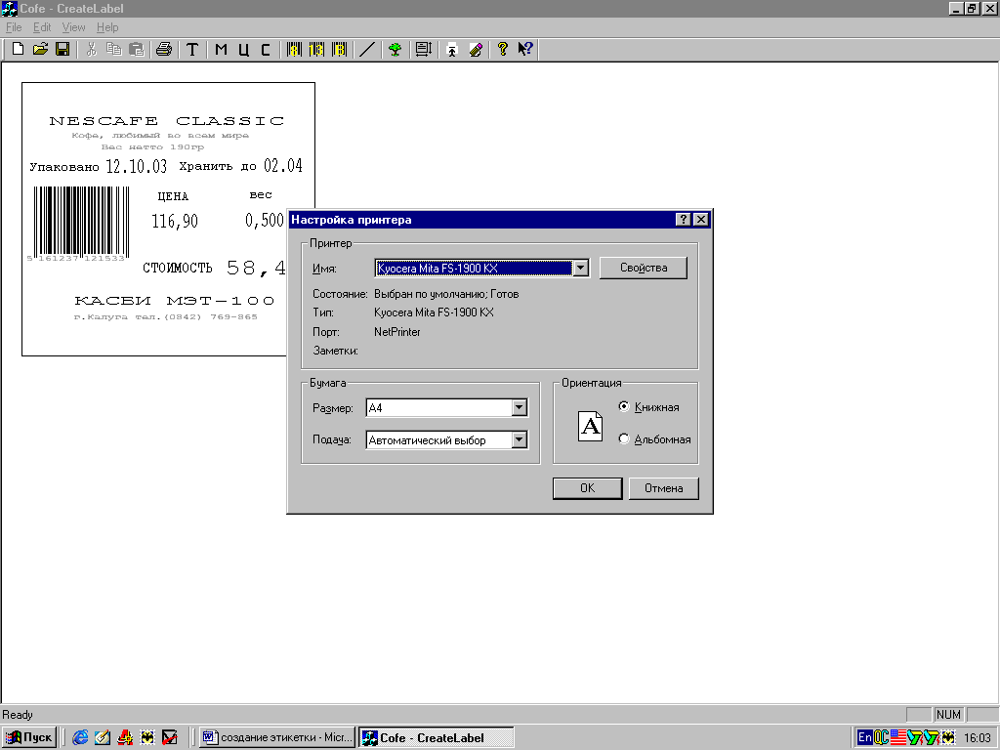 Cofe - CreateLabel
File Edit View Help
T М Ц С
NESCAFE CLASSIC
Кофе, любимый во всем мире
Вес нетто 190гр
Упаковано 12.10.03 Хранить до 02.04
ЦЕНА вес
116,90 0,500
5 161237 121533
СТОИМОСТЬ 58,4
КАСБИ МЭТ-100
г.Калуга тел.(0842) 769-865
Настройка принтера
Принтер
Имя: Kyocera Mita FS-1900 KX Свойства
Состояние: Выбран по умолчанию; Готов
Тип: Kyocera Mita FS-1900 KX
Порт: NetPrinter
Заметки:
Бумага
Размер: A4
Подача: Автоматический выбор
Ориентация
A
Книжная
Альбомная
OK Отмена
Ready NUM
Пуск создание этикетки - Micr... Cofe - CreateLabel En 16:03